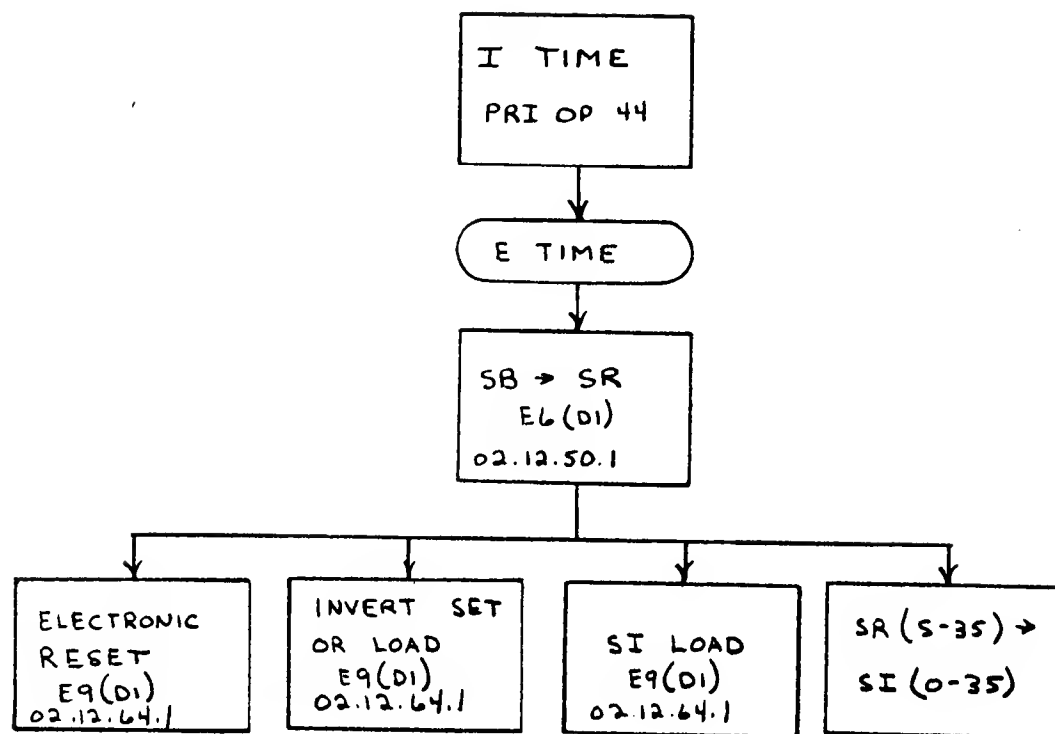 I TIME
PRI OP 44
E TIME
SB → SR
E6(D1)
02.12.50.1
ELECTRONIC
RESET
E9(D1)
02.12.64.1
INVERT SET
OR LOAD
E9(D1)
02.12.64.1
SI LOAD
E9(D1)
02.12.64.1
SR(S-35) →
SI(0-35)